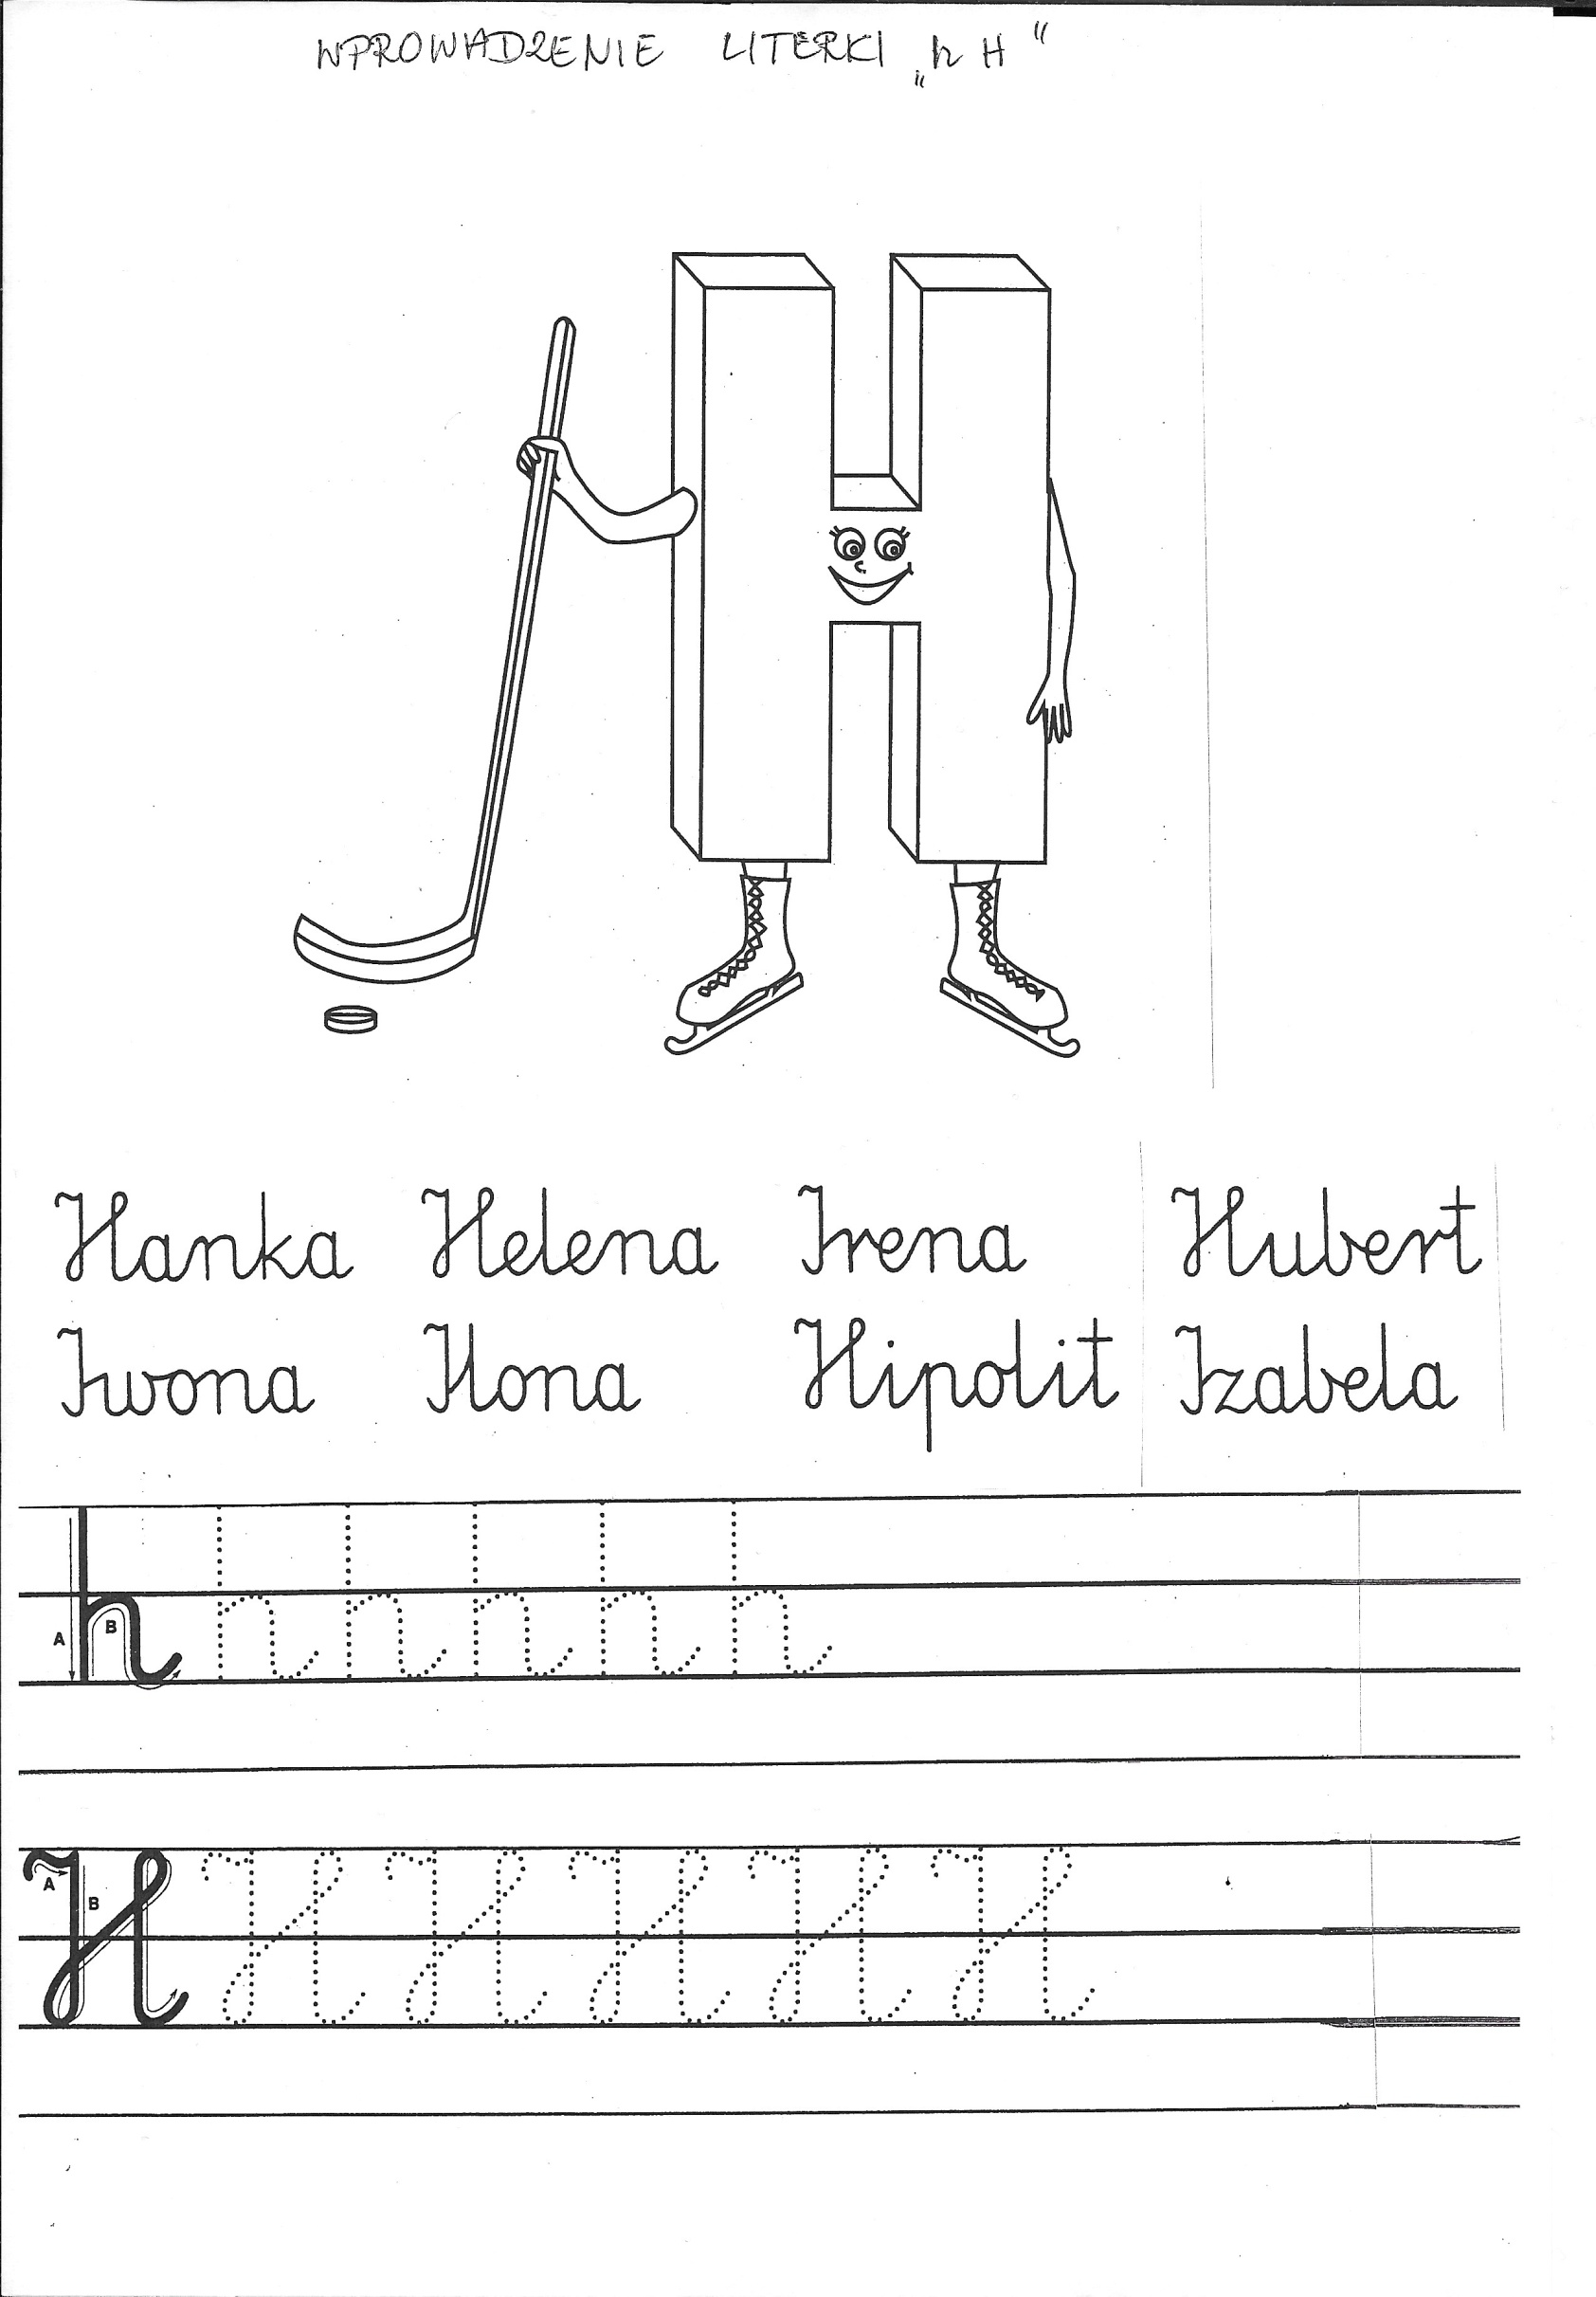 WPROWADZENIE LITERKI „h H“
H
Hanka Helena Irena Hubert
Iwona Ilona Hipolit Izabela
A B h h h h h h
A B H H H H H H